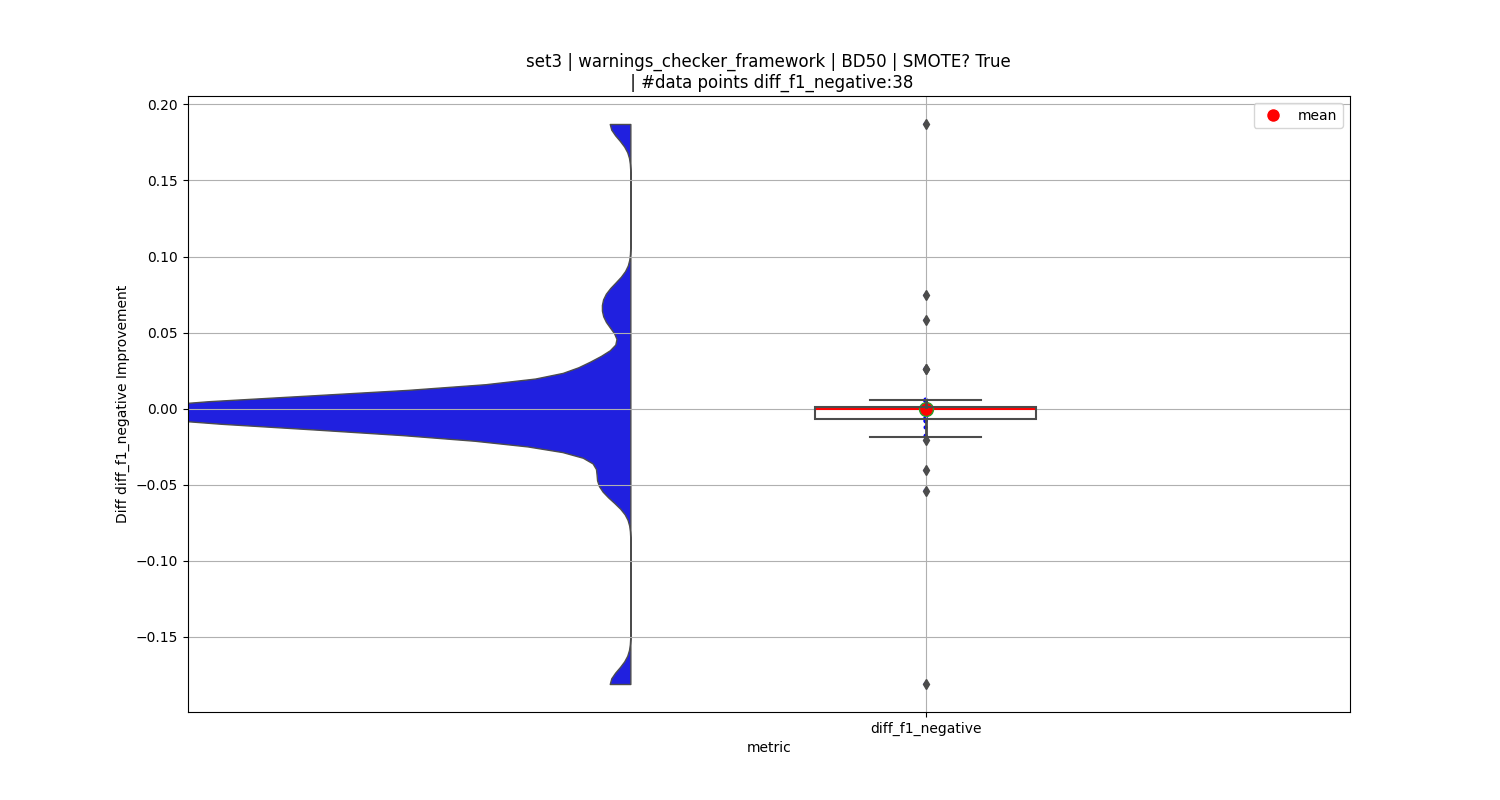 set3 | warnings_checker_framework | BD50 | SMOTE? True
| #data points diff_f1_negative:38
mean
0.20
0.15
0.10
0.05
0.00
−0.05
−0.10
−0.15
Diff diff_f1_negative Improvement
diff_f1_negative
metric